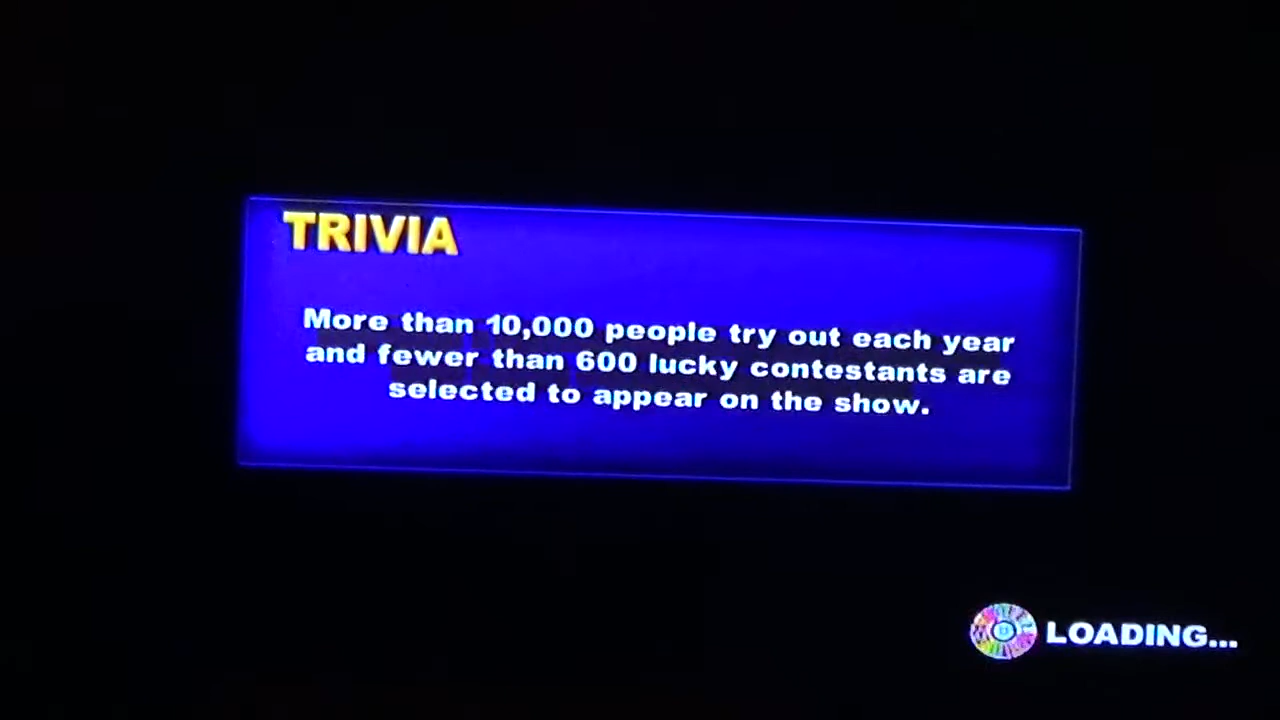 TRIVIA
More than 10,000 people try out each year
and fewer than 600 lucky contestants are
selected to appear on the show.
LOADING...